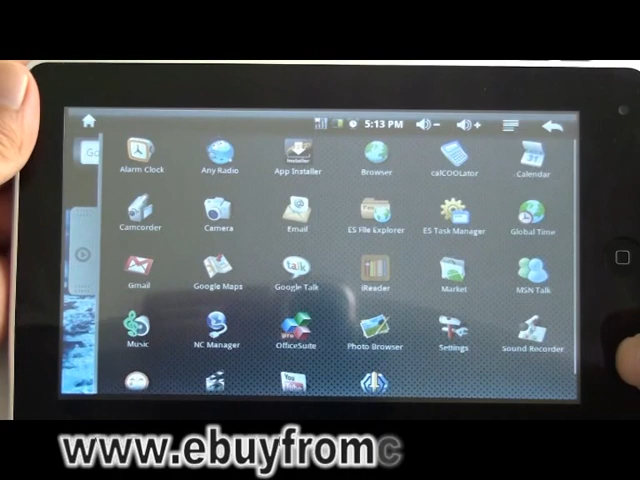 5:13 PM
Go
Alarm Clock Any Radio App Installer Browser calCOOLator Calendar
Camcorder Camera Email ES File Explorer ES Task Manager Global Time
Gmail Google Maps Google Talk iReader Market MSN Talk
Music NC Manager OfficeSuite Photo Browser Settings Sound Recorder
www.ebuyfromc